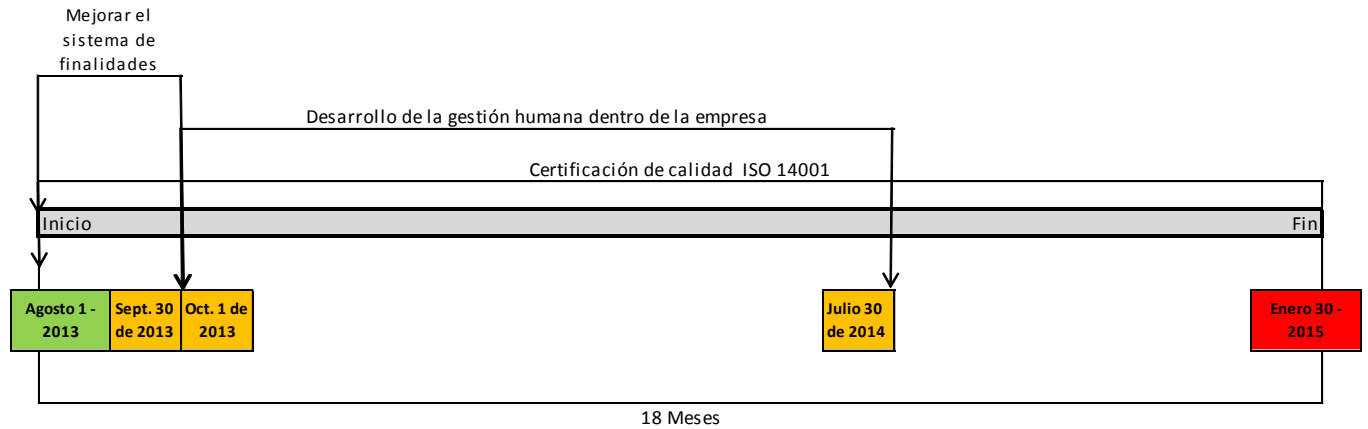 Mejorar el
sistema de
finalidades
Desarrollo de la gestión humana dentro de la empresa
Certificación de calidad ISO 14001
Inicio
Fin
Agosto 1 -
2013
Sept. 30
de 2013
Oct. 1 de
2013
Julio 30
de 2014
Enero 30 -
2015
18 Meses